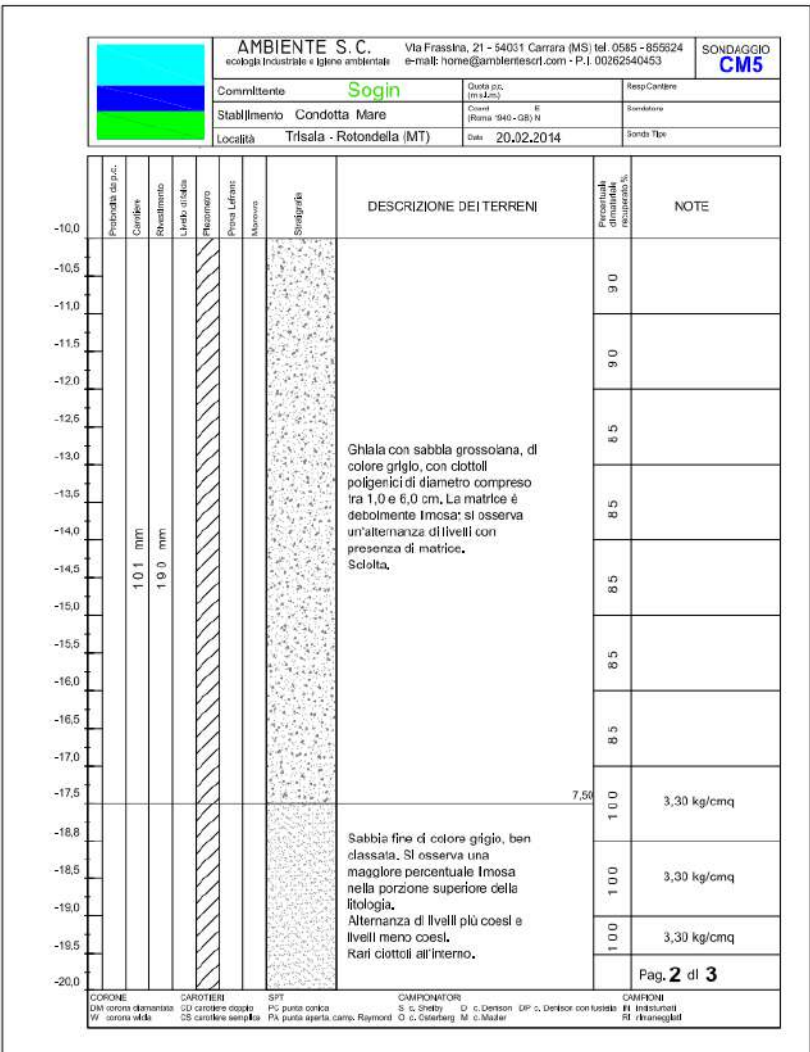 AMBIENTE S.C.
ecologia industriale e igiene ambientale
Via Frassina, 21 - 54031 Carrara (MS) tel. 0585 - 855624
e-mail: home@ambientescrl.com - P.I. 00262540453
SONDAGGIO
CM5
Committente Sogin
Quota p.c. (m s.l.m.)
Resp Cantiere
Stabilimento Condotta Mare
Coord E
(Roma 1940 - GB) N
Sondatore
Località Trisaia - Rotondella (MT)
Data 20.02.2014
Sonda Tipo
Profondità da p.c.
Carotiere
Rivestimento
Livello di falda
Piezometro
Prova Lefranc
Manovra
Stratigrafia
DESCRIZIONE DEI TERRENI
Percentuale di materiale recuperato %
NOTE
-10,0
-10,5
90
-11,0
-11,5
90
-12,0
-12,5
85
-13,0
-13,5
85
-14,0
-14,5
85
-15,0
-15,5
85
-16,0
-16,5
85
-17,0
-17,5
-18,8
-18,5
-19,0
-19,5
-20,0
101 mm
190 mm
Ghiaia con sabbia grossolana, di
colore grigio, con ciottoli
poligenici di diametro compreso
tra 1,0 e 6,0 cm. La matrice è
debolmente limosa; si osserva
un'alternanza di livelli con
presenza di matrice.
Sciolta.
7,50
100 3,30 kg/cmq
Sabbia fine di colore grigio, ben
classata. Si osserva una
maggiore percentuale limosa
nella porzione superiore della
litologia.
Alternanza di livelli più coesi e
livelli meno coesi.
Rari ciottoli all'interno.
100 3,30 kg/cmq
100 3,30 kg/cmq
Pag. 2 di 3
CORONE
DM corona diamantata
W corona widia
CAROTIERI
CD carotiere doppio
CS carotiere semplice
SPT
PC punta conica
PA punta aperta, camp. Raymond
CAMPIONATORI
S c. Shelby D c. Denison DP c. Denison con fustella
O c. Osterberg M c. Mazier
CAMPIONI
IN indisturbati
RI rimaneggiati